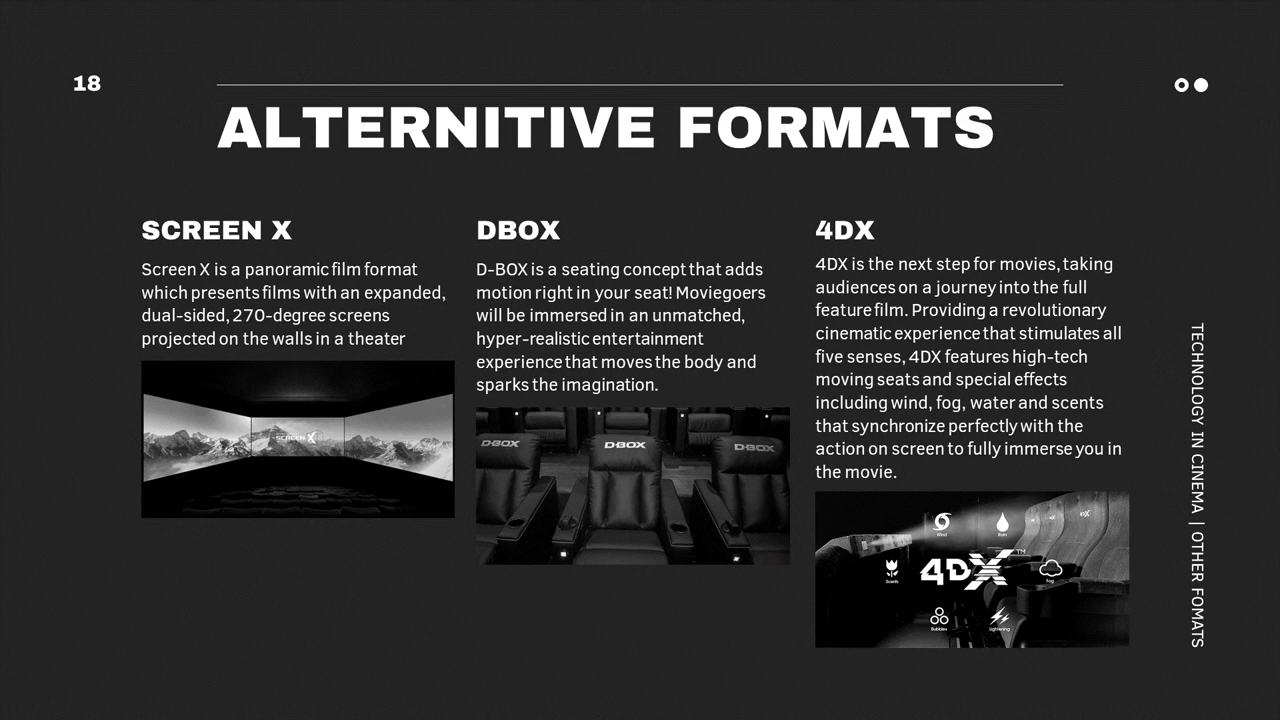 18
ALTERNITIVE FORMATS
SCREEN X
Screen X is a panoramic film format
which presents films with an expanded,
dual-sided, 270-degree screens
projected on the walls in a theater
SCREEN X
DBOX
D-BOX is a seating concept that adds
motion right in your seat! Moviegoers
will be immersed in an unmatched,
hyper-realistic entertainment
experience that moves the body and
sparks the imagination.
D-BOX
D-BOX
D-BOX
4DX
4DX is the next step for movies, taking
audiences on a journey into the full
feature film. Providing a revolutionary
cinematic experience that stimulates all
five senses, 4DX features high-tech
moving seats and special effects
including wind, fog, water and scents
that synchronize perfectly with the
action on screen to fully immerse you in
the movie.
Wind
Rain
4DX
Scents
4DX™
Fog
Bubbles
Lightening
TECHNOLOGY IN CINEMA | OTHER FOMATS